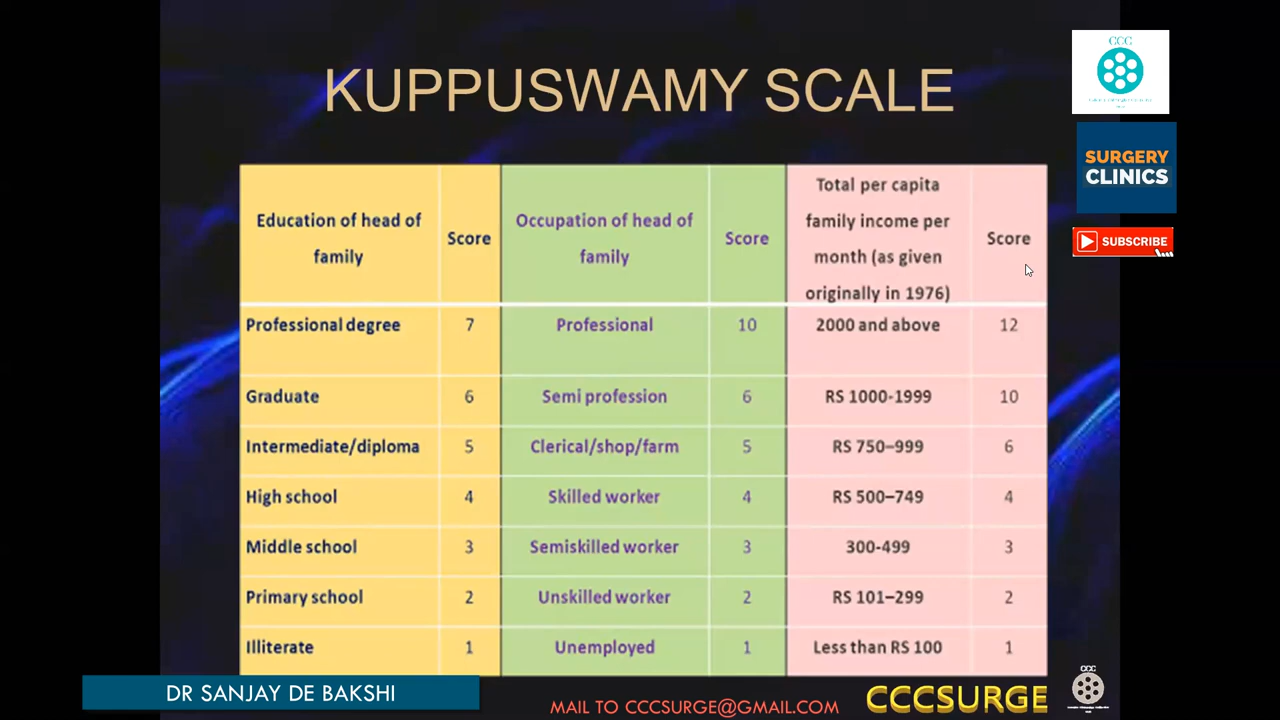 KUPPUSWAMY SCALE
CCC
SURGERY
CLINICS
SUBSCRIBE
Education of head of
family
Score
Occupation of head of
family
Score
Total per capita
family income per
month (as given
originally in 1976)
Score
Professional degree 7 Professional 10 2000 and above 12
Graduate 6 Semi profession 6 RS 1000-1999 10
Intermediate/diploma 5 Clerical/shop/farm 5 RS 750–999 6
High school 4 Skilled worker 4 RS 500–749 4
Middle school 3 Semiskilled worker 3 300-499 3
Primary school 2 Unskilled worker 2 RS 101–299 2
Illiterate 1 Unemployed 1 Less than RS 100 1
DR SANJAY DE BAKSHI
MAIL TO CCCSURGE@GMAIL.COM
CCCSURGE
CCC